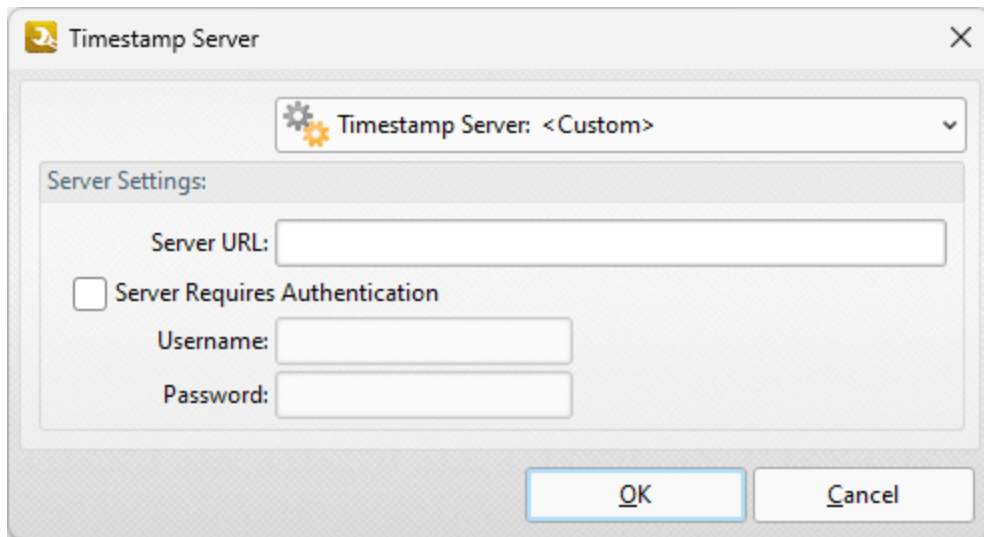 Timestamp Server
Timestamp Server: <Custom>
Server Settings:
Server URL:
Server Requires Authentication
Username:
Password:
OK
Cancel